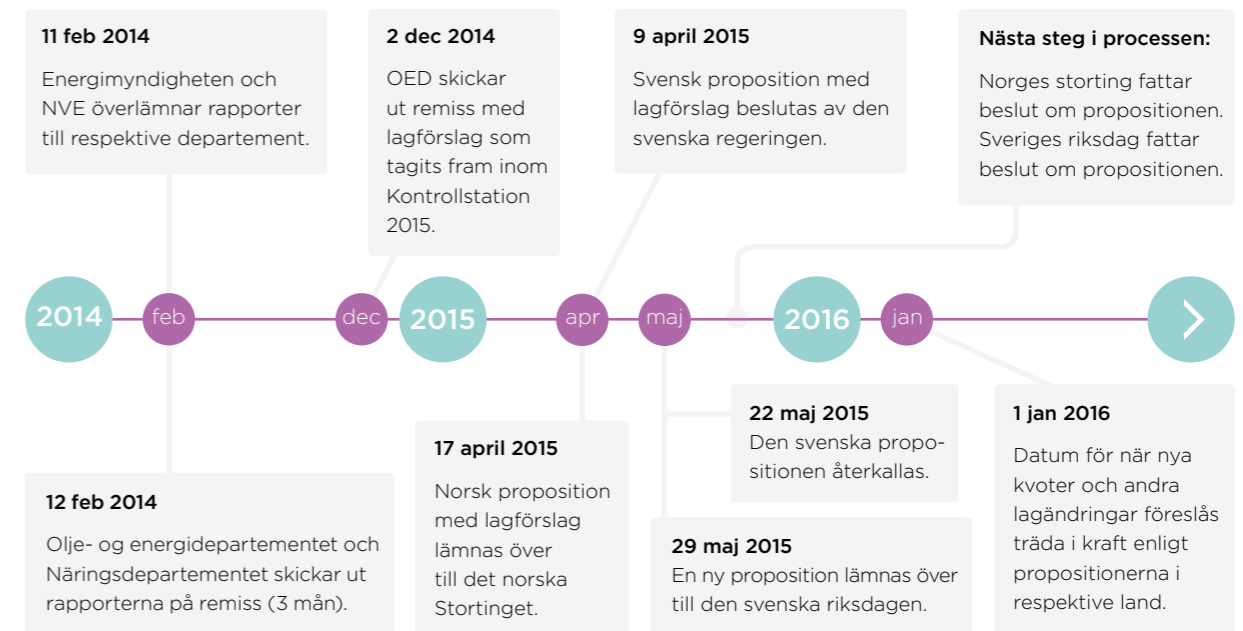 11 feb 2014
Energimyndigheten och
NVE överlämnar rapporter
till respektive departement.
2 dec 2014
OED skickar
ut remiss med
lagförslag som
tagits fram inom
Kontrollstation
2015.
9 april 2015
Svensk proposition med
lagförslag beslutas av den
svenska regeringen.
Nästa steg i processen:
Norges storting fattar
beslut om propositionen.
Sveriges riksdag fattar
beslut om propositionen.
2014
feb
dec
2015
apr
maj
2016
jan
12 feb 2014
Olje- og energidepartementet och
Näringsdepartementet skickar ut
rapporterna på remiss (3 mån).
17 april 2015
Norsk proposition
med lagförslag
lämnas över
till det norska
Stortinget.
22 maj 2015
Den svenska propo-
sitionen återkallas.
29 maj 2015
En ny proposition lämnas över
till den svenska riksdagen.
1 jan 2016
Datum för när nya
kvoter och andra
lagändringar föreslås
träda i kraft enligt
propositionerna i
respektive land.